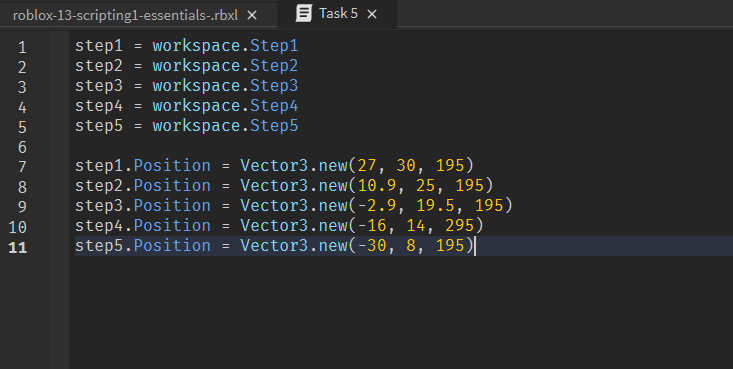 roblox-13-scripting1-essentials-.rbxl × Task 5 ×
1 step1 = workspace.Step1
2 step2 = workspace.Step2
3 step3 = workspace.Step3
4 step4 = workspace.Step4
5 step5 = workspace.Step5
6
7 step1.Position = Vector3.new(27, 30, 195)
8 step2.Position = Vector3.new(10.9, 25, 195)
9 step3.Position = Vector3.new(-2.9, 19.5, 195)
10 step4.Position = Vector3.new(-16, 14, 295)
11 step5.Position = Vector3.new(-30, 8, 195)